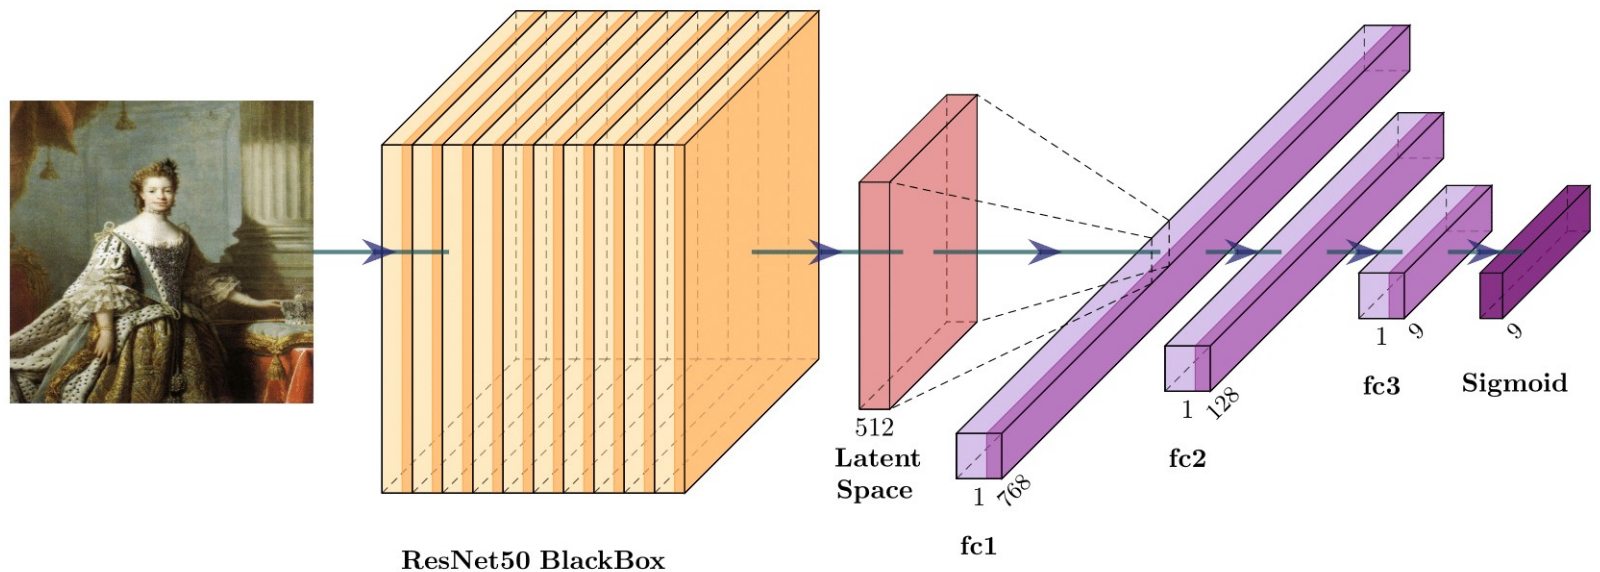 ResNet50 BlackBox
512
Latent
Space
1 768
fc1
1 128
fc2
1 9
fc3
9
Sigmoid